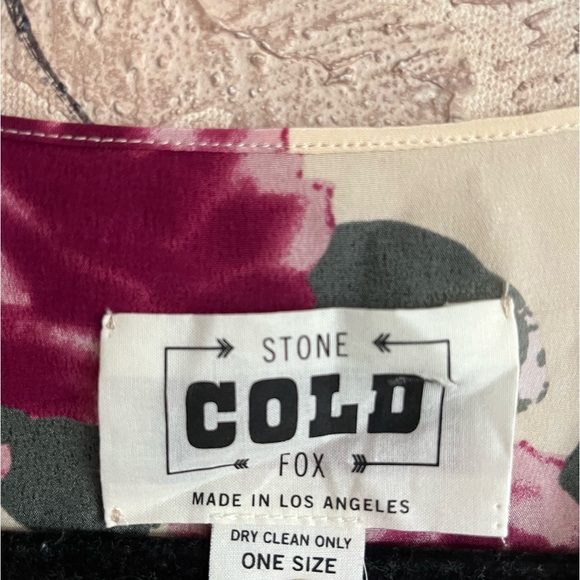 STONE
COLD
FOX
MADE IN LOS ANGELES
DRY CLEAN ONLY
ONE SIZE